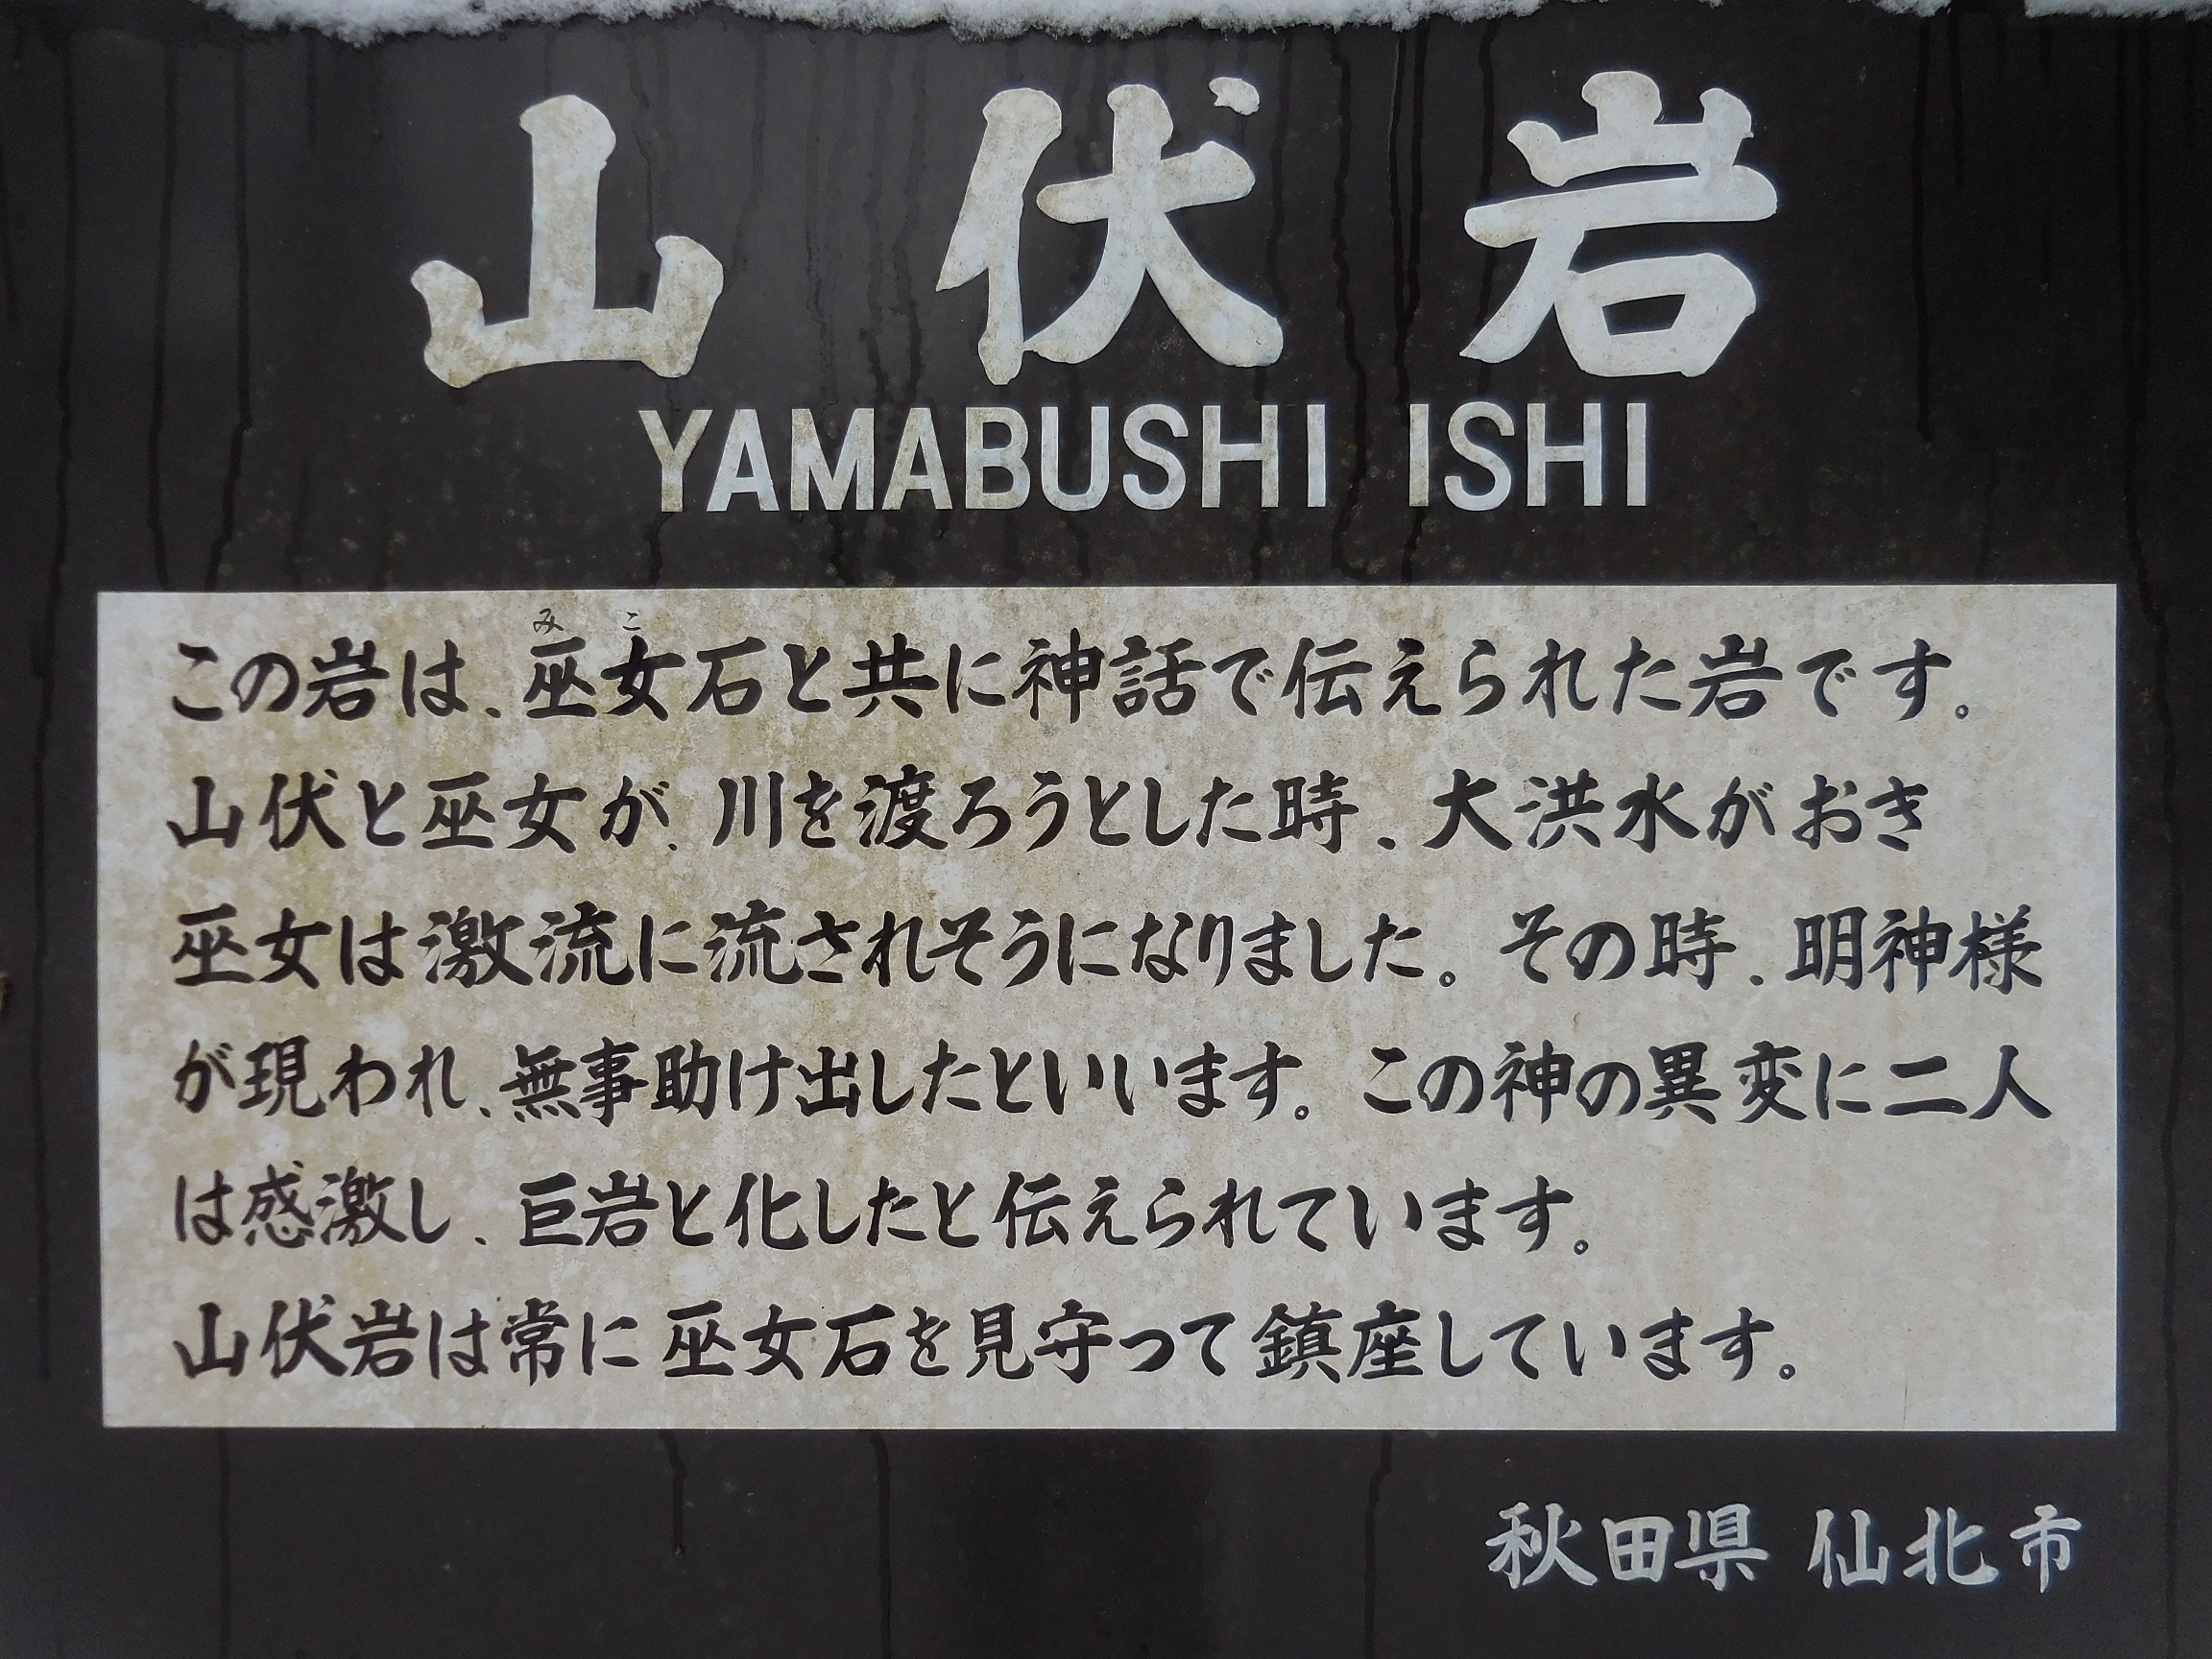 山伏岩
YAMABUSHI ISHI
みこ
この岩は、巫女石と共に神話で伝えられた岩です。
山伏と巫女が、川を渡ろうとした時、大洪水がおき
巫女は激流に流されそうになりました。その時、明神様
が現われ、無事助け出したといいます。この神の異変に二人
は感激し、巨岩と化したと伝えられています。
山伏岩は常に巫女石を見守って鎮座しています。
秋田県 仙北市